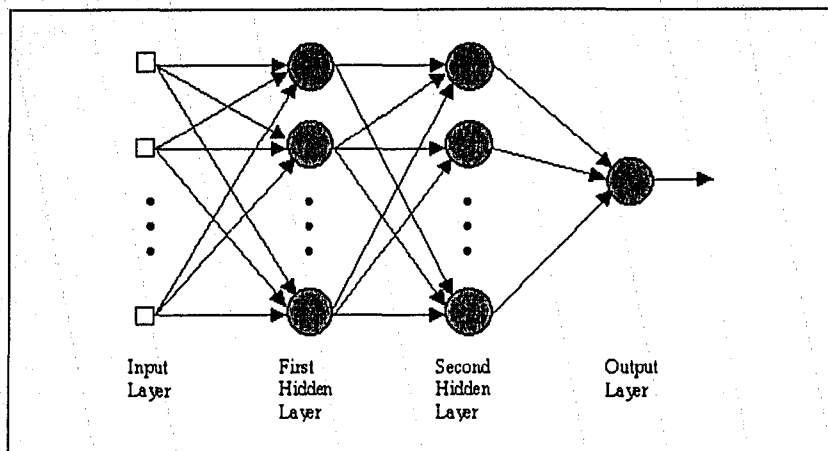 Input
Layer
First
Hidden
Layer
Second
Hidden
Layer
Output
Layer